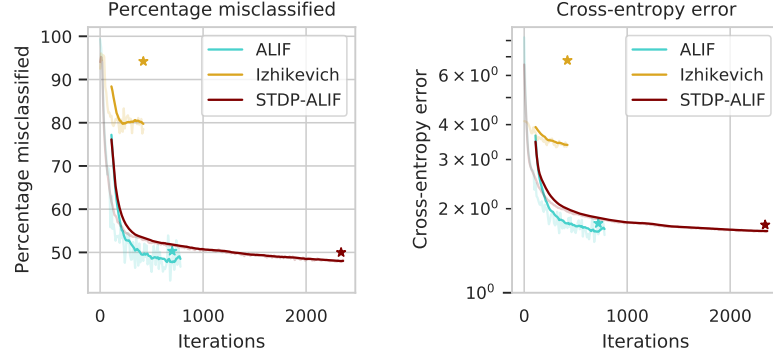 Percentage misclassified
Percentage misclassified
100
90
80
70
60
50
0
1000
2000
Iterations
ALIF
Izhikevich
STDP-ALIF
Cross-entropy error
Cross-entropy error
6 × 10⁰
4 × 10⁰
3 × 10⁰
2 × 10⁰
10⁰
0
1000
2000
Iterations
ALIF
Izhikevich
STDP-ALIF